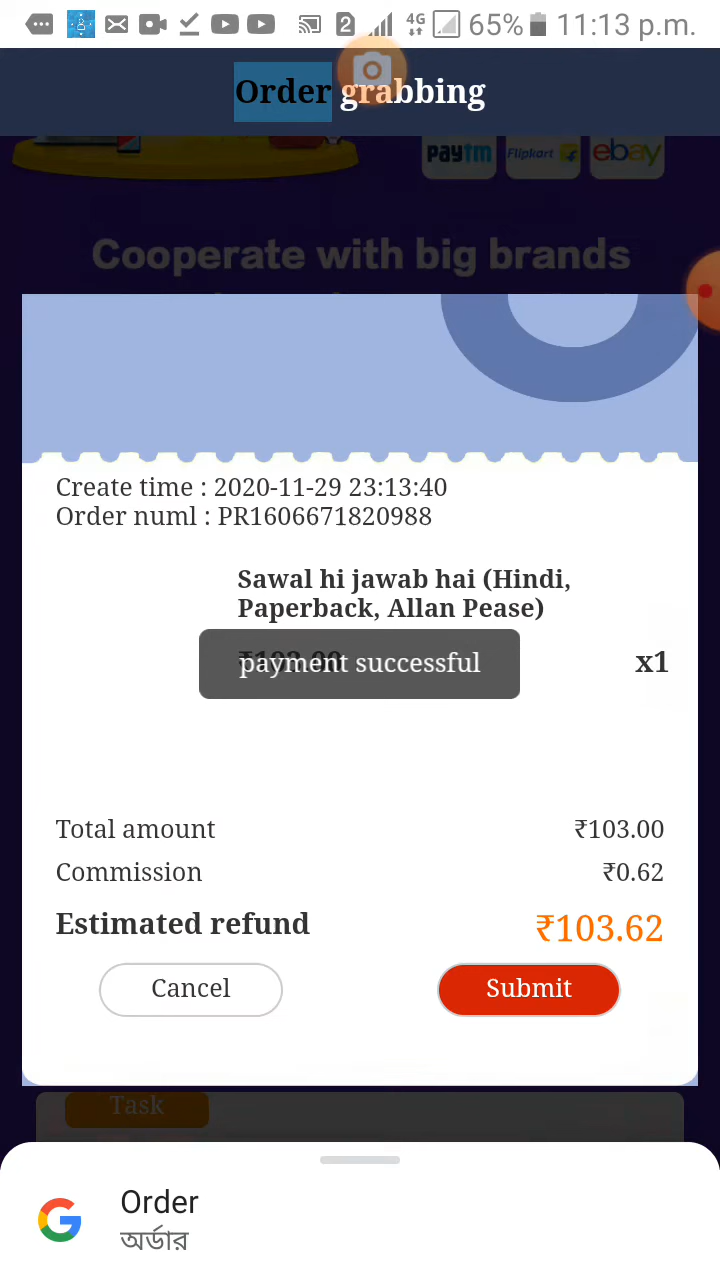 4G 65% 11:13 p.m.
2
Order grabbing
paytm Flipkart ebay
Cooperate with big brands
Create time : 2020-11-29 23:13:40
Order numl : PR1606671820988
Sawal hi jawab hai (Hindi,
Paperback, Allan Pease)
payment successful
x1
Total amount ₹103.00
Commission ₹0.62
Estimated refund ₹103.62
Cancel Submit
Task
Order
অর্ডার